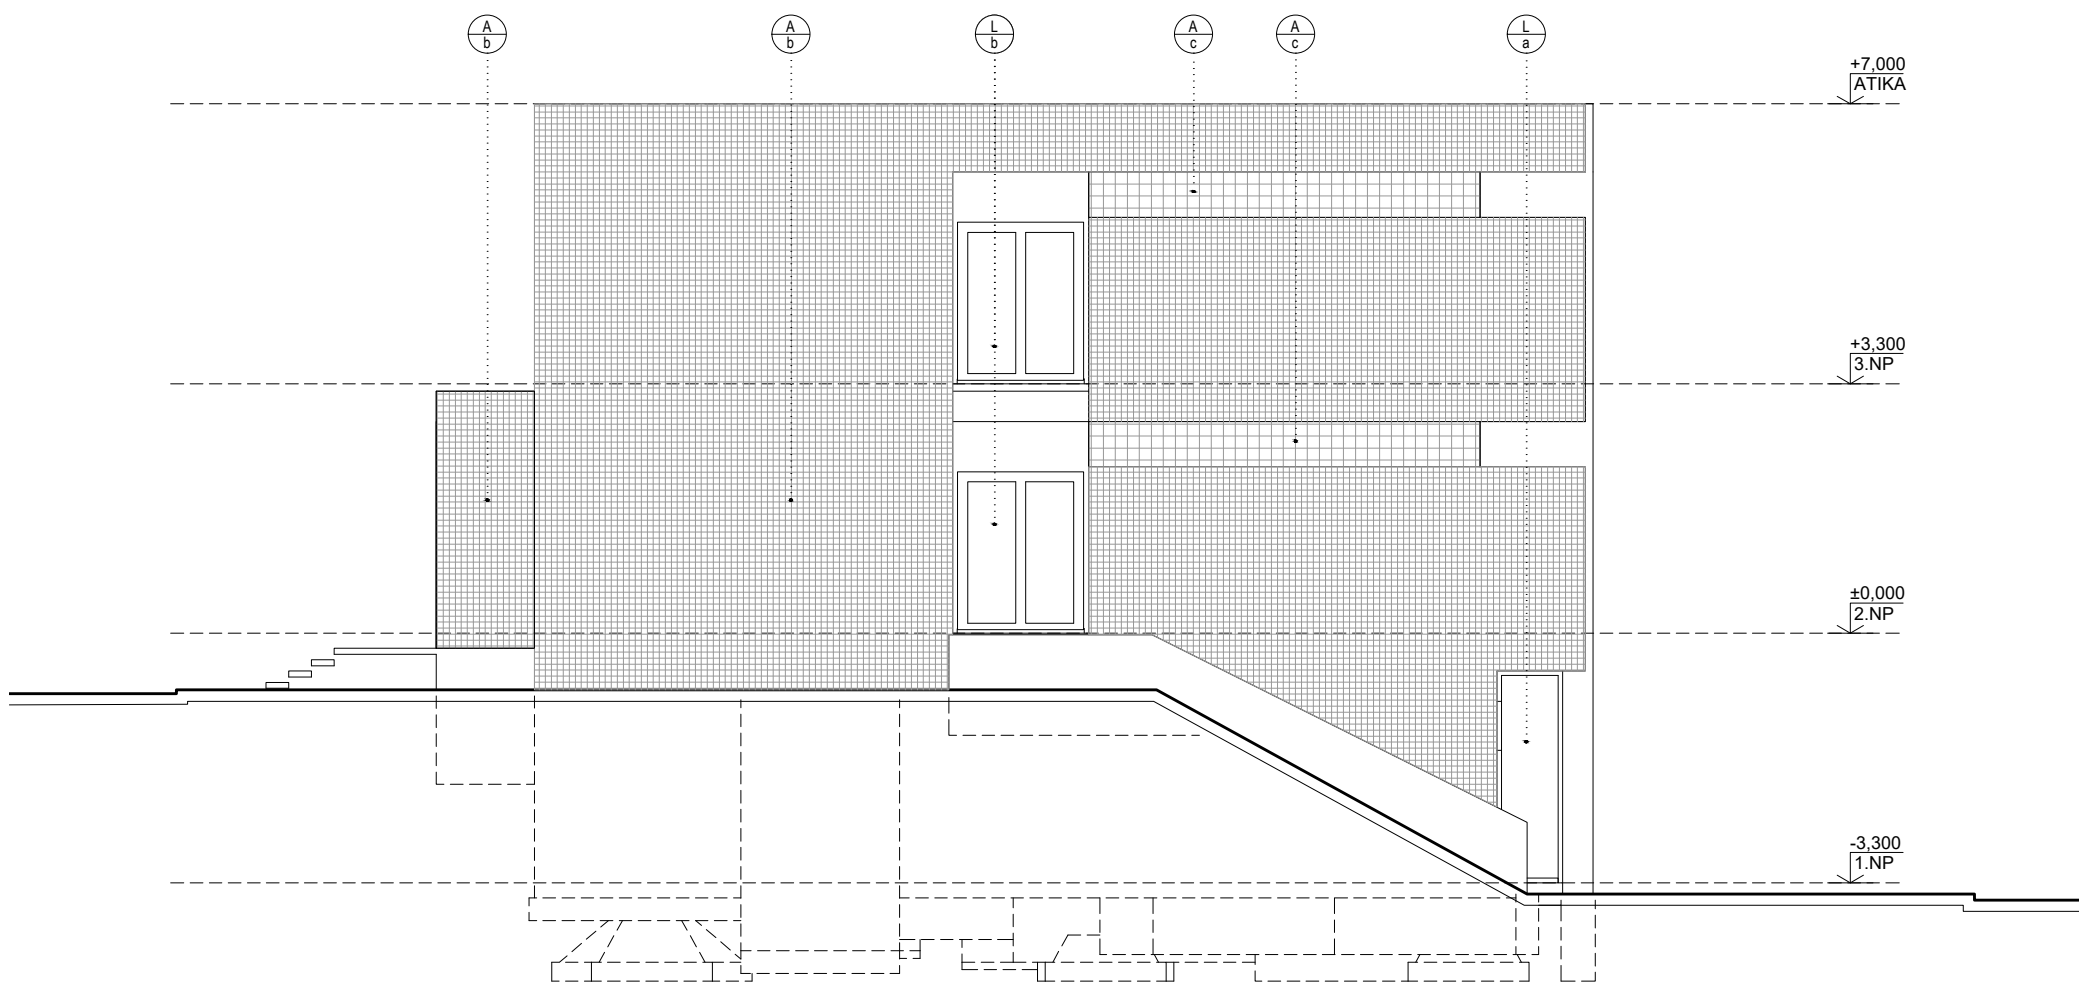 A
b
A
b
L
b
A
c
A
c
L
a
+7,000
ATIKA
+3,300
3.NP
±0,000
2.NP
-3,300
1.NP